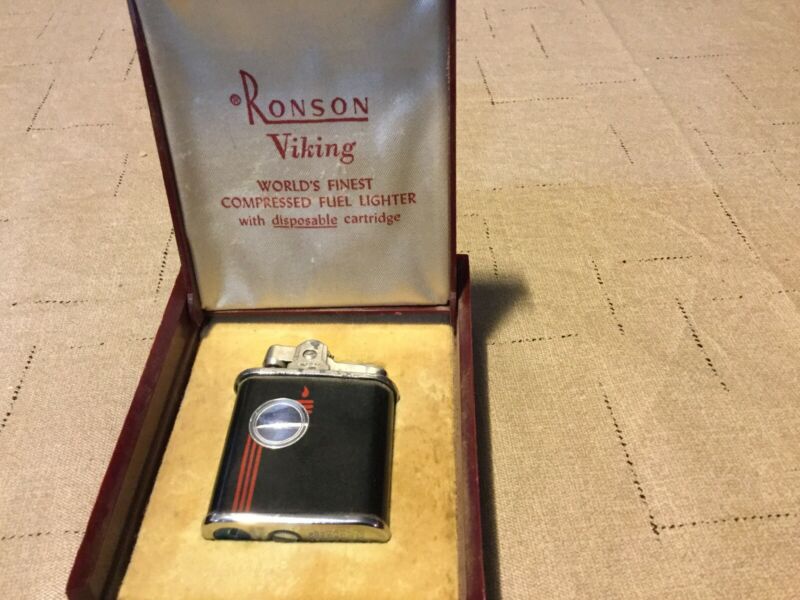 ®RONSON
Viking
WORLD'S FINEST
COMPRESSED FUEL LIGHTER
with disposable cartridge